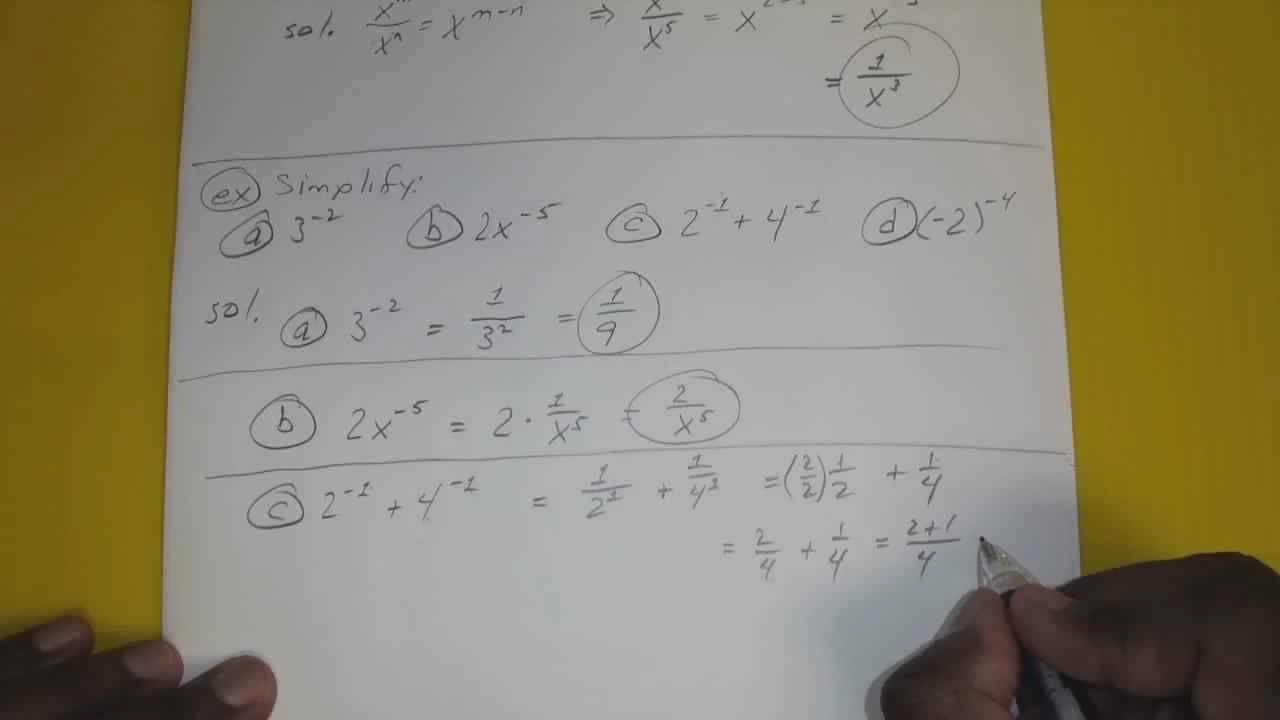 sol. x^m/x^n = x^(m-n) ⇒ x/x^5 = x = x
= 1/x^3
ex Simplify:
a 3^-2 b 2x^-5 c 2^-1 + 4^-1 d (-2)^-4
sol. a 3^-2 = 1/3^2 = 1/9
b 2x^-5 = 2 · 1/x^5 = 2/x^5
c 2^-1 + 4^-1 = 1/2^1 + 1/4^1 = (2/2) 1/2 + 1/4
= 2/4 + 1/4 = (2+1)/4